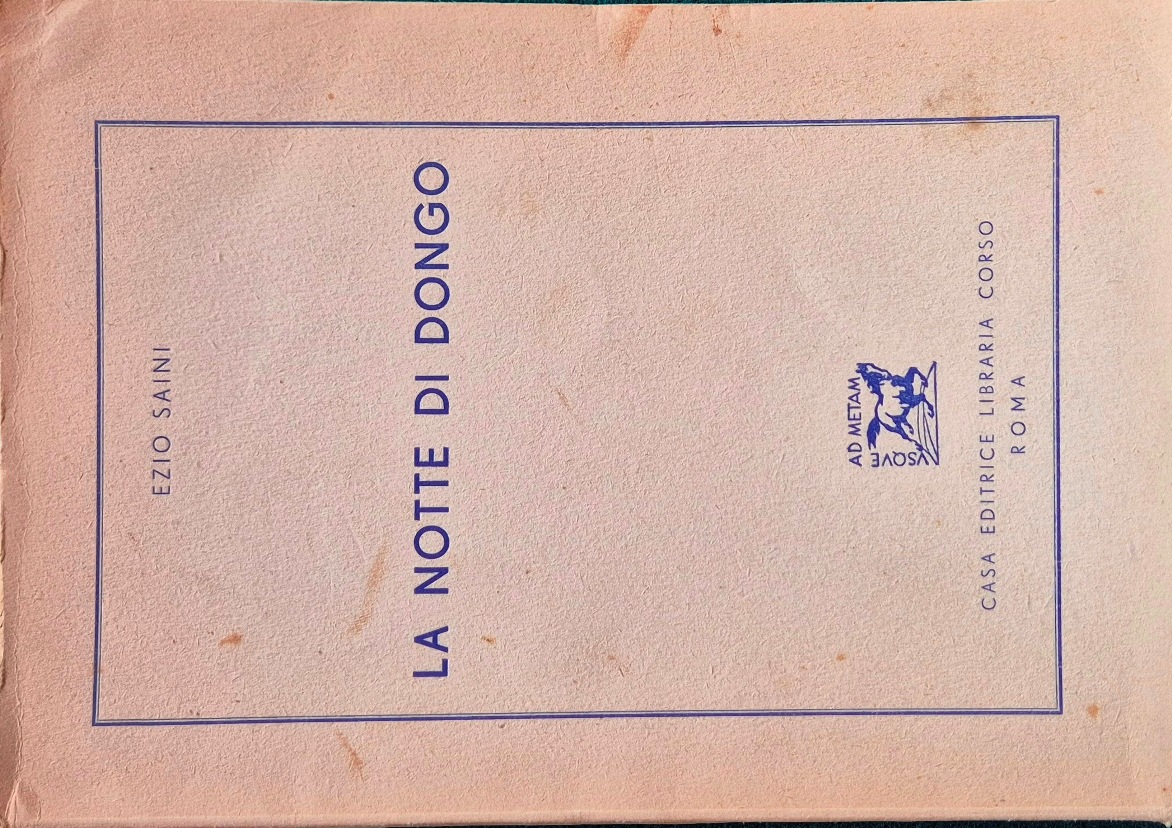 EZIO SAINI
LA NOTTE DI DONGO
VSQVE
AD METAM
CASA EDITRICE LIBRARIA CORSO
ROMA